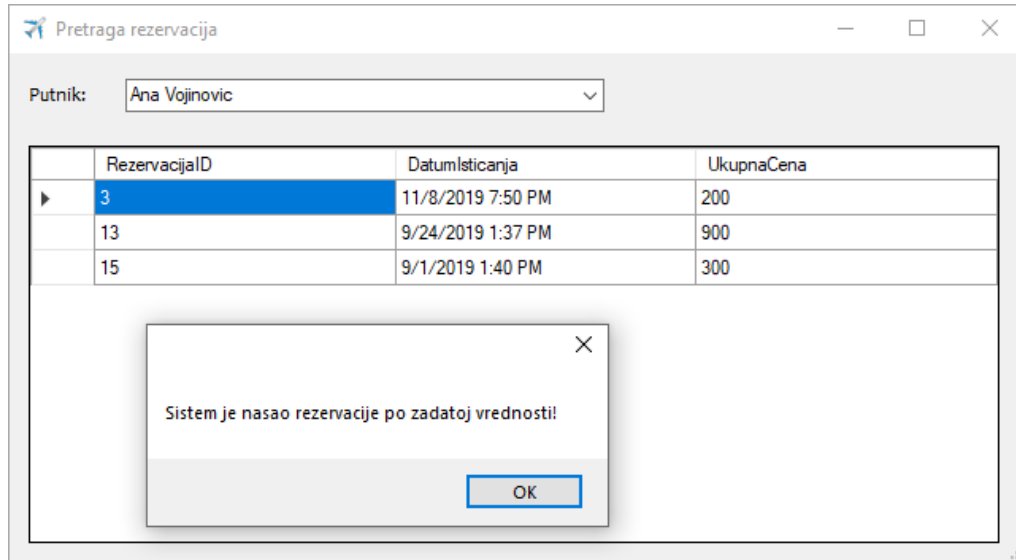 Pretraga rezervacija
Putnik: Ana Vojinovic
RezervacijaID DatumIsticanja UkupnaCena
3 11/8/2019 7:50 PM 200
13 9/24/2019 1:37 PM 900
15 9/1/2019 1:40 PM 300
Sistem je nasao rezervacije po zadatoj vrednosti!
OK